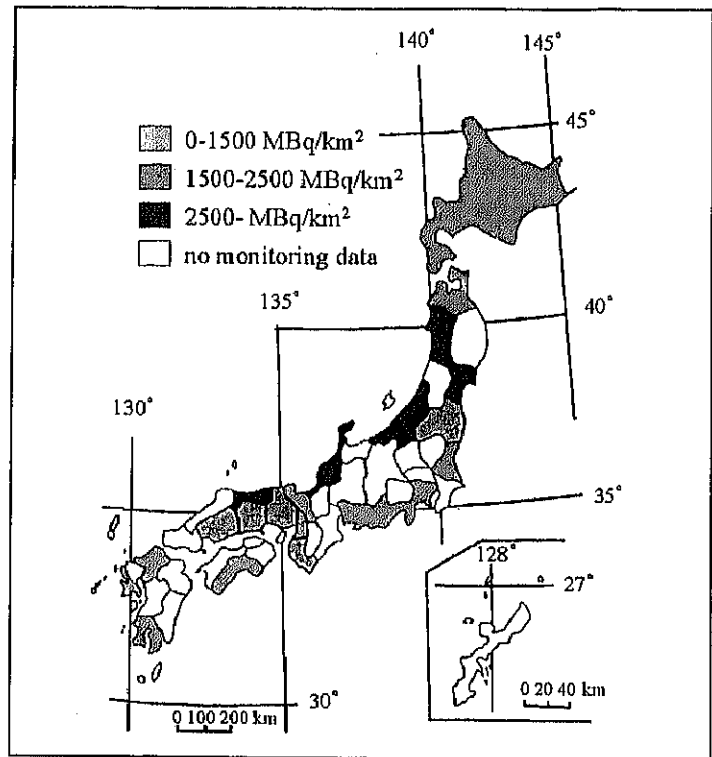 140°
145°
45°
0-1500 MBq/km²
1500-2500 MBq/km²
2500- MBq/km²
no monitoring data
135°
40°
130°
35°
128°
27°
30°
0 100 200 km
0 20 40 km